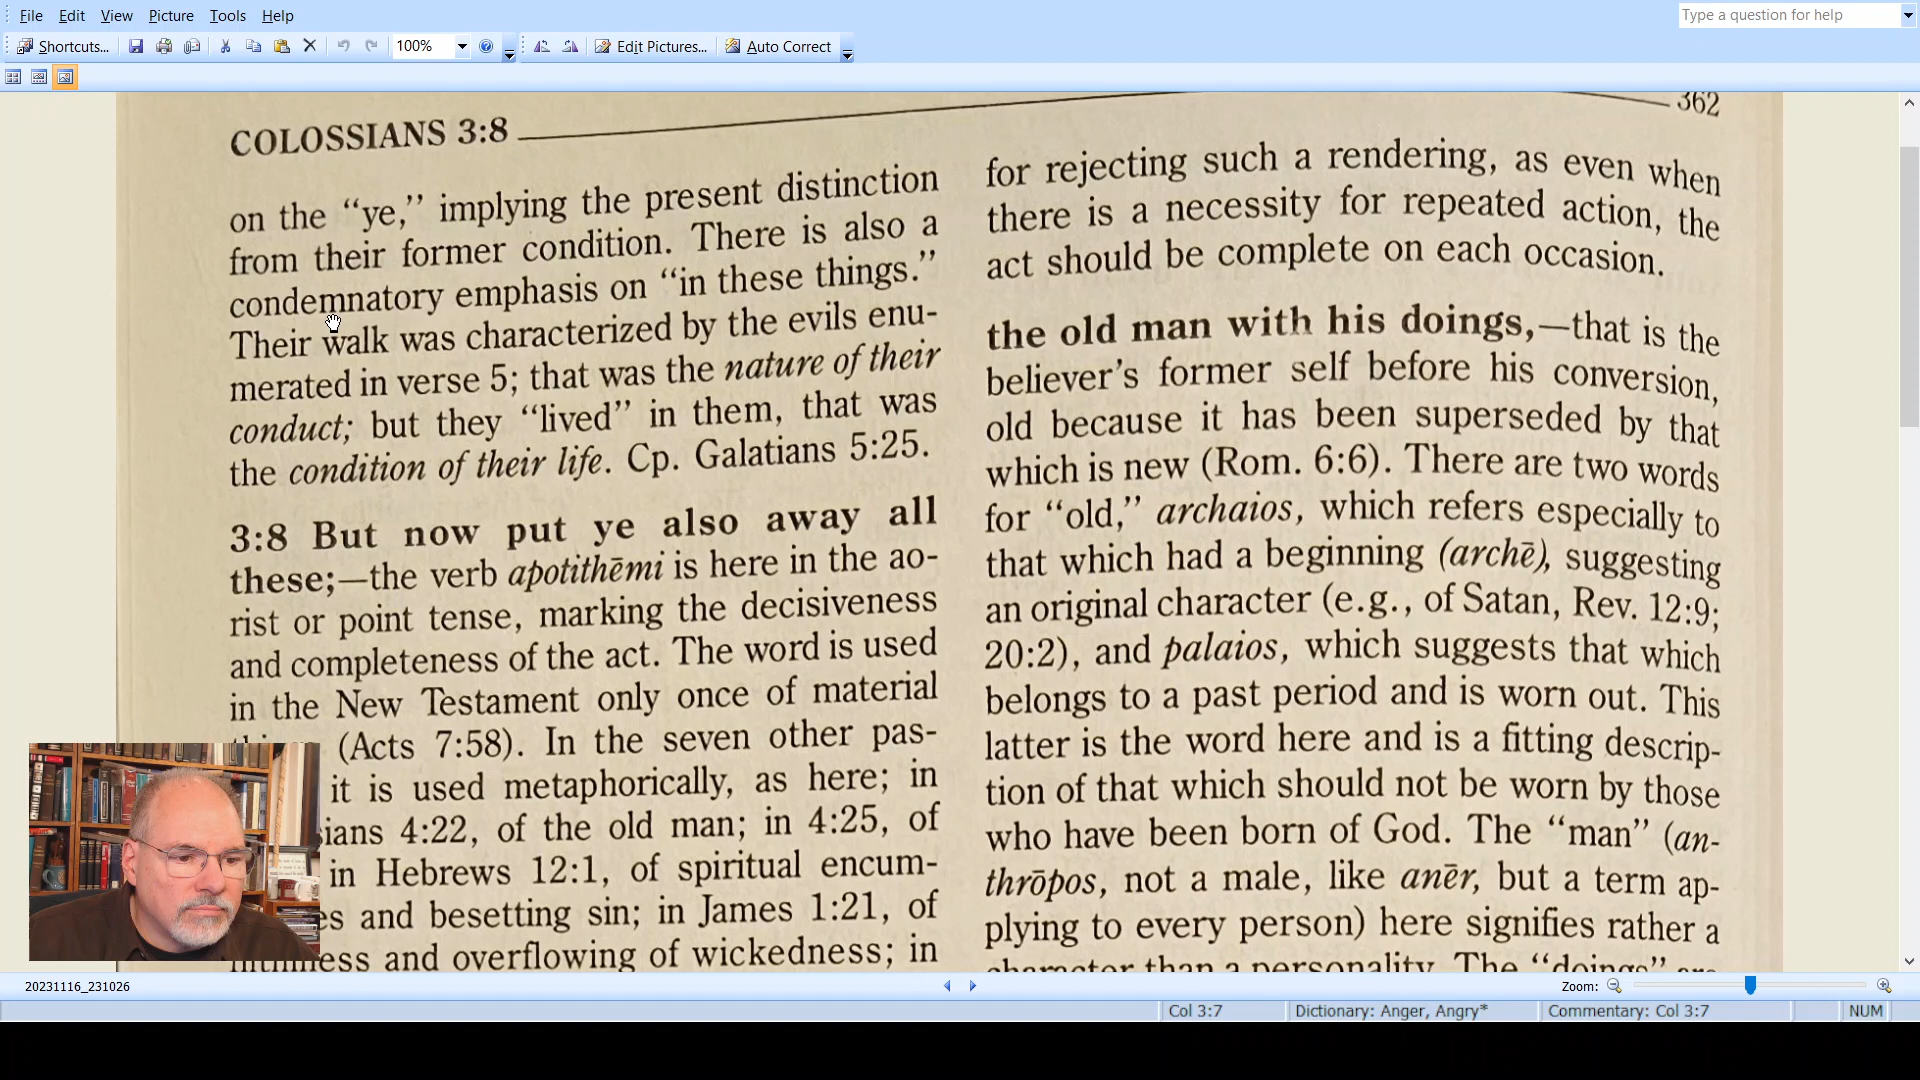 File Edit View Picture Tools Help
Type a question for help
Shortcuts... 100% Edit Pictures... Auto Correct
COLOSSIANS 3:8
362
on the “ye,” implying the present distinction
from their former condition. There is also a
condemnatory emphasis on “in these things.”
Their walk was characterized by the evils enu-
merated in verse 5; that was the nature of their
conduct; but they “lived” in them, that was
the condition of their life. Cp. Galatians 5:25.
3:8 But now put ye also away all
these;—the verb apotithēmi is here in the ao-
rist or point tense, marking the decisiveness
and completeness of the act. The word is used
in the New Testament only once of material
(Acts 7:58). In the seven other pas-
it is used metaphorically, as here; in
ians 4:22, of the old man; in 4:25, of
in Hebrews 12:1, of spiritual encum-
es and besetting sin; in James 1:21, of
ess and overflowing of wickedness; in
for rejecting such a rendering, as even when
there is a necessity for repeated action, the
act should be complete on each occasion.
the old man with his doings,—that is the
believer’s former self before his conversion,
old because it has been superseded by that
which is new (Rom. 6:6). There are two words
for “old,” archaios, which refers especially to
that which had a beginning (archē), suggesting
an original character (e.g., of Satan, Rev. 12:9;
20:2), and palaios, which suggests that which
belongs to a past period and is worn out. This
latter is the word here and is a fitting descrip-
tion of that which should not be worn by those
who have been born of God. The “man” (an-
thrōpos, not a male, like anēr, but a term ap-
plying to every person) here signifies rather a
character than a personality. The “doings” are
20231116_231026
Zoom:
Col 3:7 Dictionary: Anger, Angry* Commentary: Col 3:7 NUM